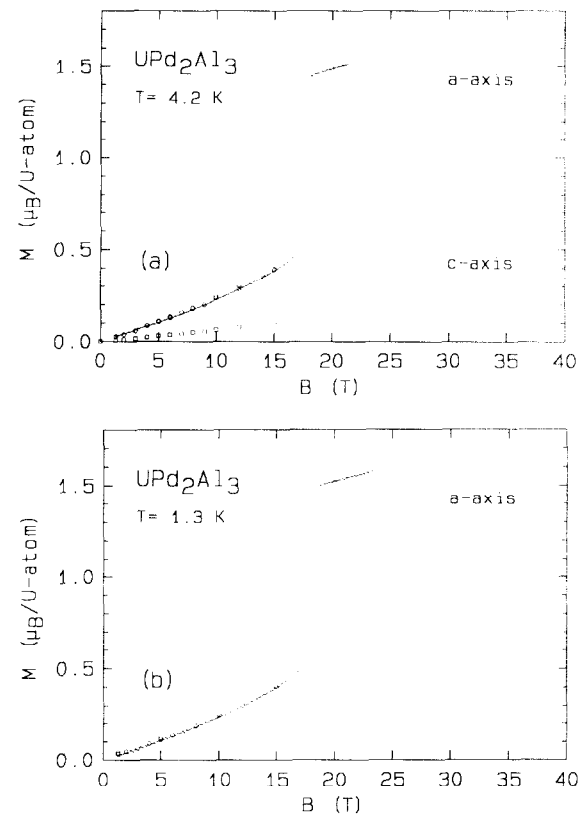 UPd2Al3
T= 4.2 K
a-axis
(a)
c-axis
M (μB/U-atom)
1.5
1.0
0.5
0.0
0 5 10 15 20 25 30 35 40
B (T)
UPd2Al3
T= 1.3 K
a-axis
(b)
M (μB/U-atom)
1.5
1.0
0.5
0.0
0 5 10 15 20 25 30 35 40
B (T)